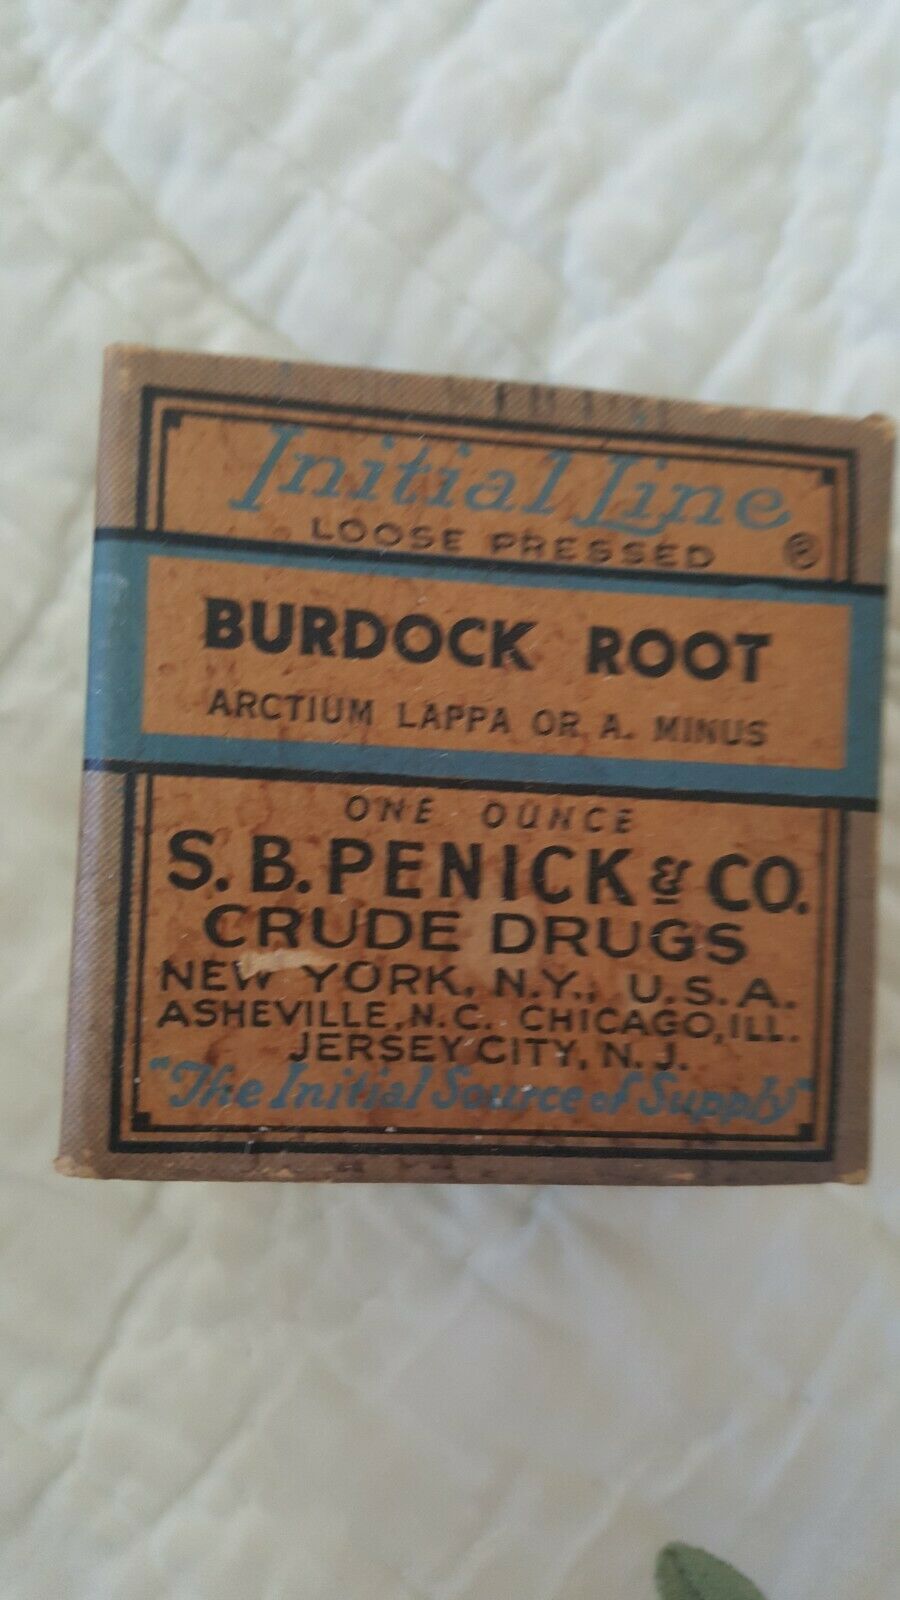 Initial Line
LOOSE PRESSED ®
BURDOCK ROOT
ARCTIUM LAPPA OR A. MINUS
ONE OUNCE
S. B. PENICK & CO.
CRUDE DRUGS
NEW YORK, N.Y., U.S.A.
ASHEVILLE, N.C. CHICAGO, ILL.
JERSEY CITY, N. J.
"The Initial Source of Supply"